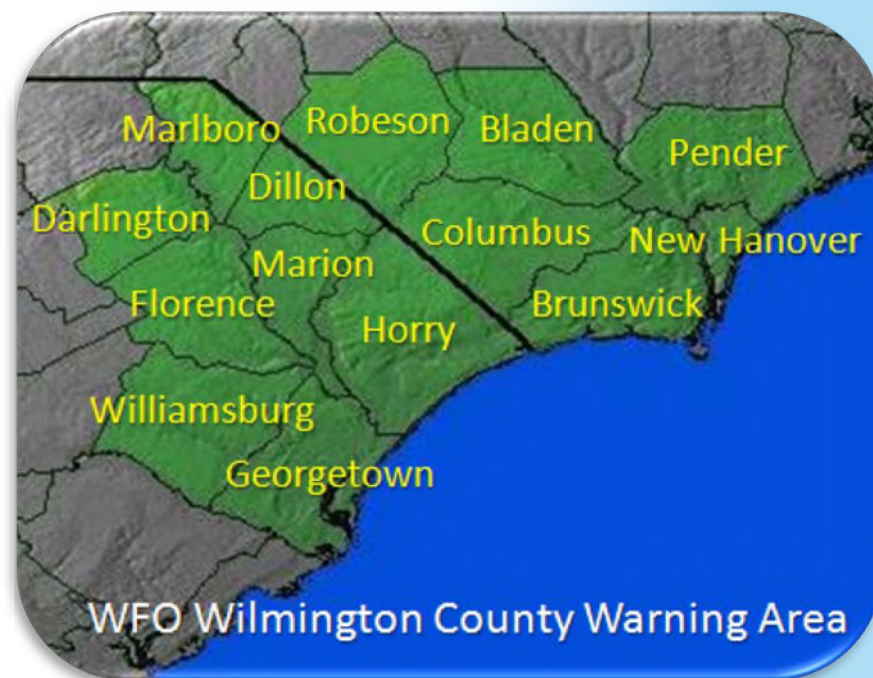 Marlboro
Robeson
Bladen
Pender
Dillon
Darlington
Columbus
New Hanover
Marion
Florence
Brunswick
Horry
Williamsburg
Georgetown
WFO Wilmington County Warning Area